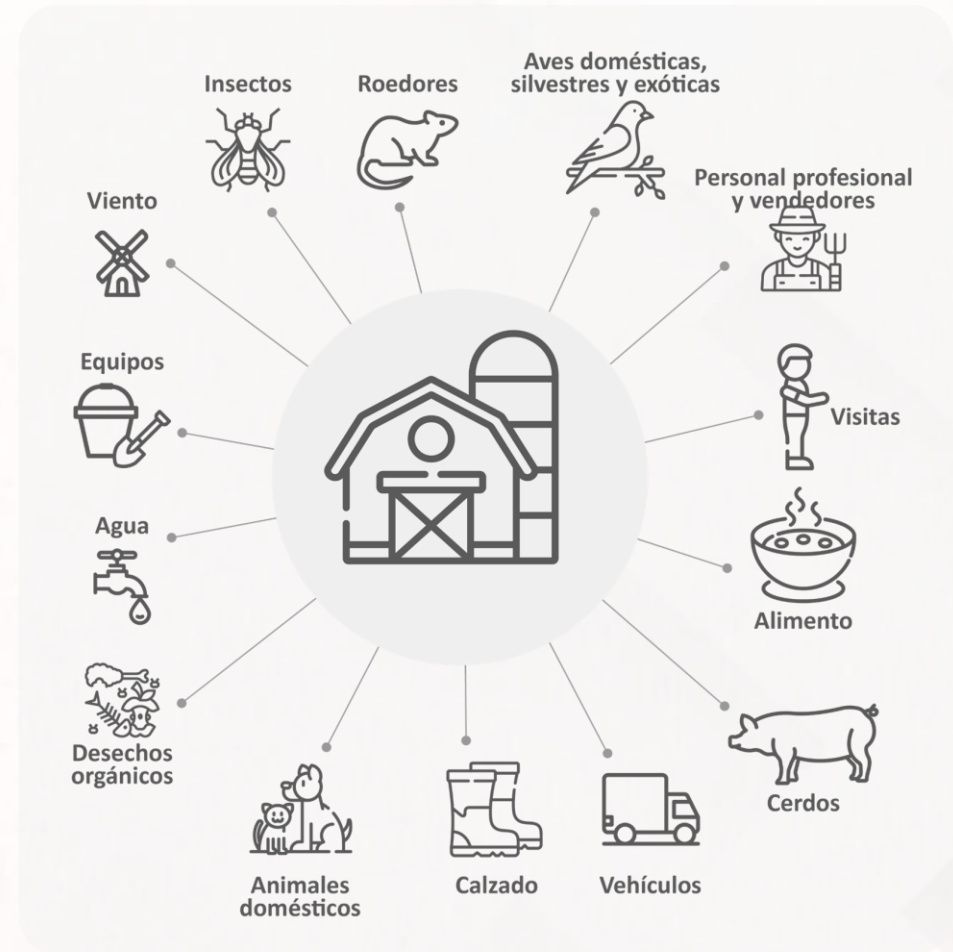 Insectos
Roedores
Aves domésticas,
silvestres y exóticas
Personal profesional
y vendedores
Viento
Equipos
Visitas
Agua
Alimento
Desechos
orgánicos
Cerdos
Animales
domésticos
Calzado
Vehículos